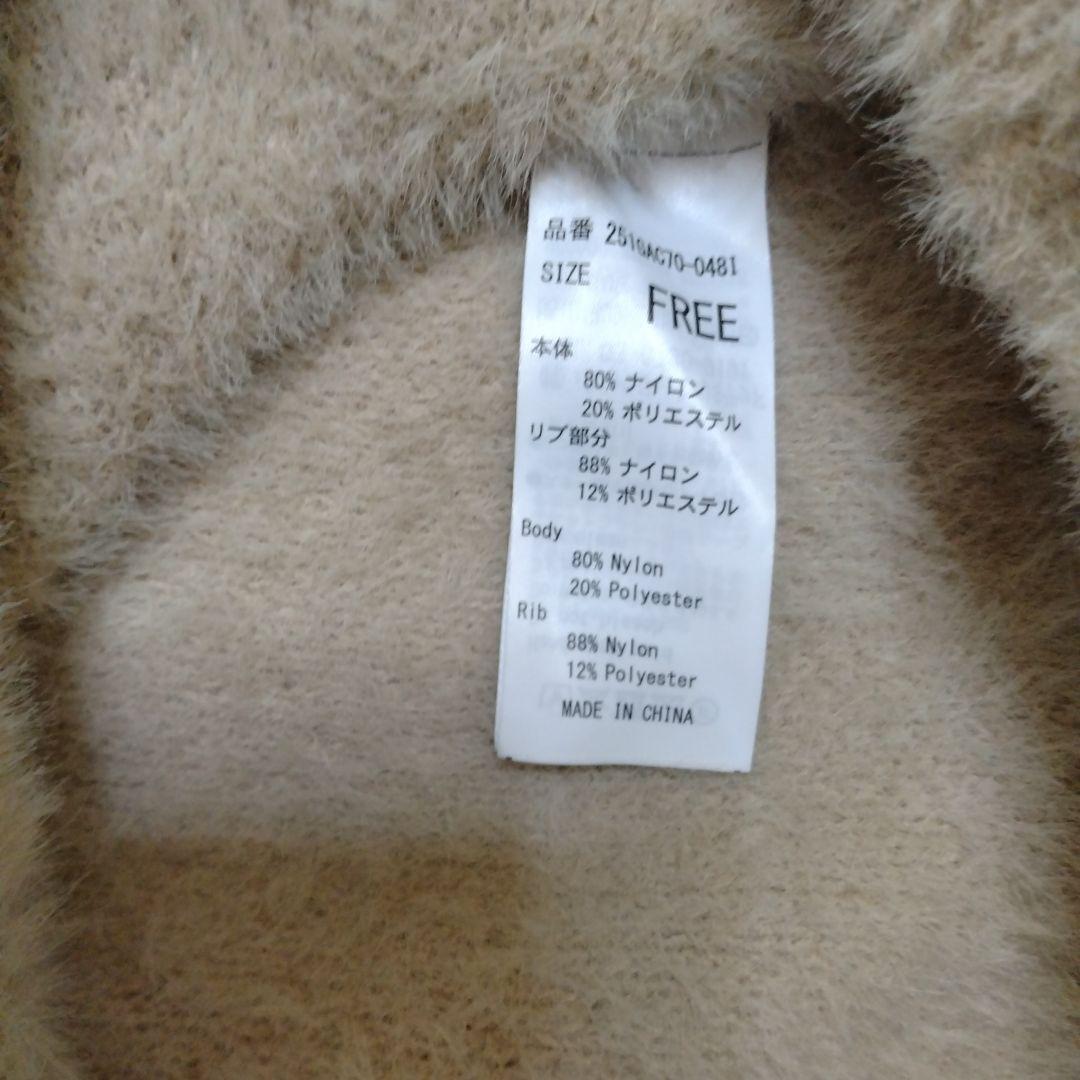 品番 251GAC70-0481
SIZE
FREE
本体
80% ナイロン
20% ポリエステル
リブ部分
88% ナイロン
12% ポリエステル
Body
80% Nylon
20% Polyester
Rib
88% Nylon
12% Polyester
MADE IN CHINA